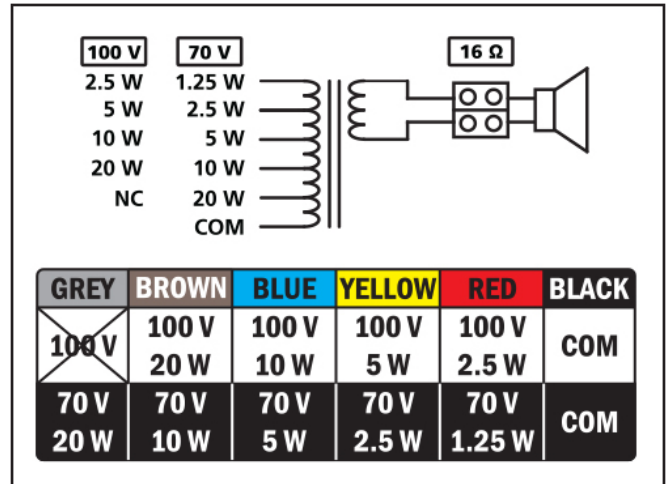 100 V 70 V 16 Ω
2.5 W 1.25 W
5 W 2.5 W
10 W 5 W
20 W 10 W
NC 20 W
COM
GREY BROWN BLUE YELLOW RED BLACK
100 V 100 V 100 V 100 V 100 V COM
20 W 10 W 5 W 2.5 W
70 V 70 V 70 V 70 V 70 V COM
20 W 10 W 5 W 2.5 W 1.25 W